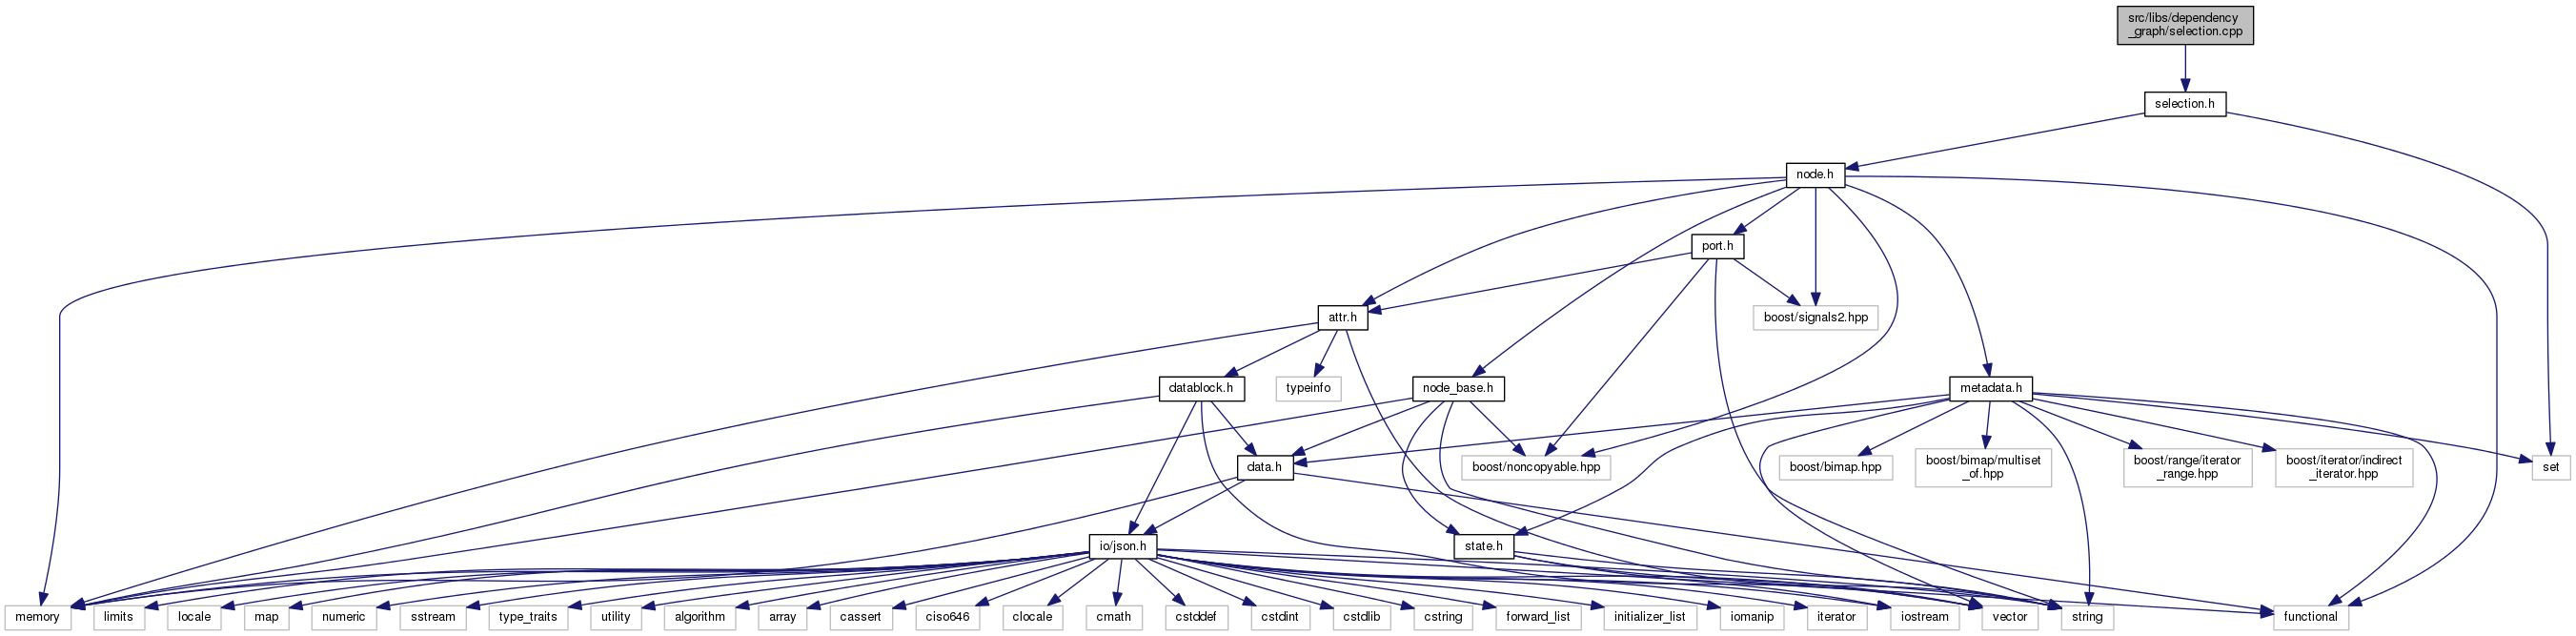 src/libs/dependency
_graph/selection.cpp
selection.h
node.h
port.h
attr.h
boost/signals2.hpp
datablock.h
typeinfo
node_base.h
metadata.h
data.h
boost/noncopyable.hpp
boost/bimap.hpp
boost/bimap/multiset
_of.hpp
boost/range/iterator
_range.hpp
boost/iterator/indirect
_iterator.hpp
set
io/json.h
state.h
memory
limits
locale
map
numeric
sstream
type_traits
utility
algorithm
array
cassert
ciso646
clocale
cmath
cstddef
cstdint
cstdlib
cstring
forward_list
initializer_list
iomanip
iterator
iostream
vector
string
functional